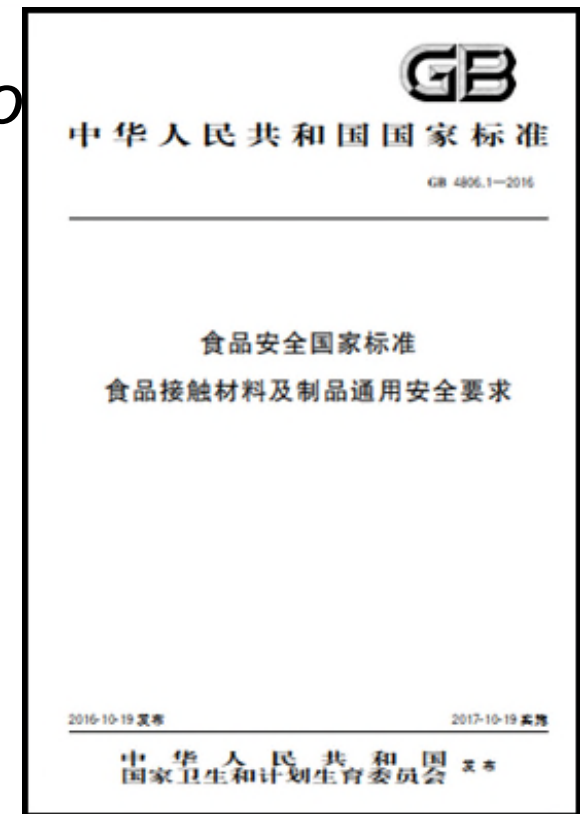 GB
中华人民共和国国家标准
GB 4806.1—2016
食品安全国家标准
食品接触材料及制品通用安全要求
2016-10-19 发布
2017-10-19 实施
中华人民共和国
国家卫生和计划生育委员会 发布